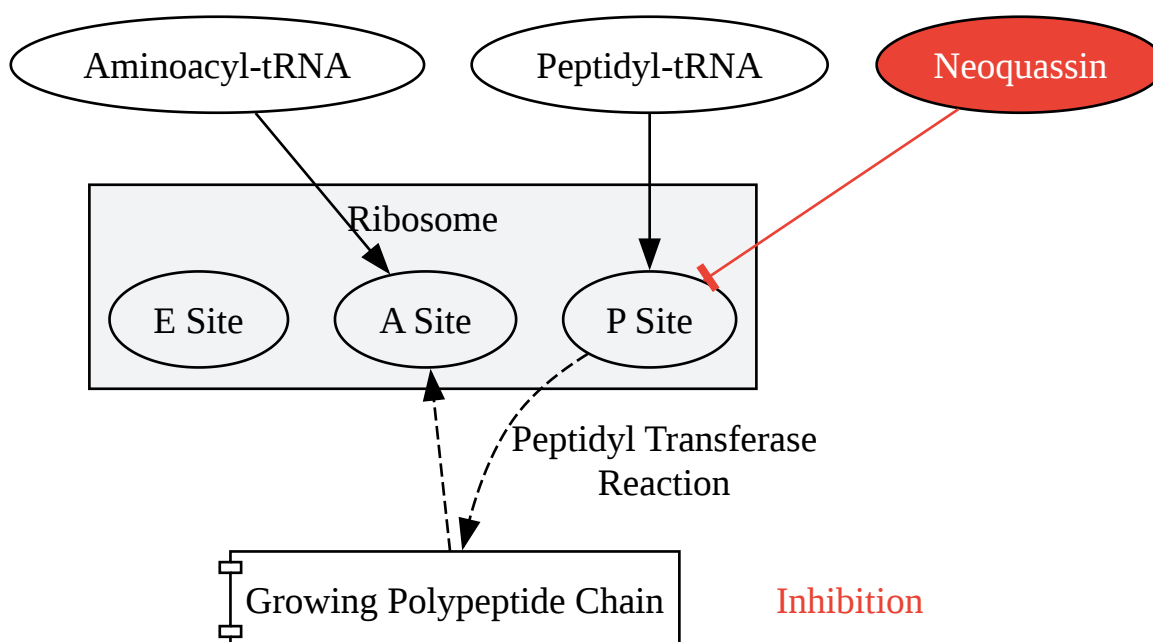 Aminoacyl-tRNA
Peptidyl-tRNA
Neoquassin
Ribosome
E Site
A Site
P Site
Peptidyl Transferase
Reaction
Growing Polypeptide Chain
Inhibition